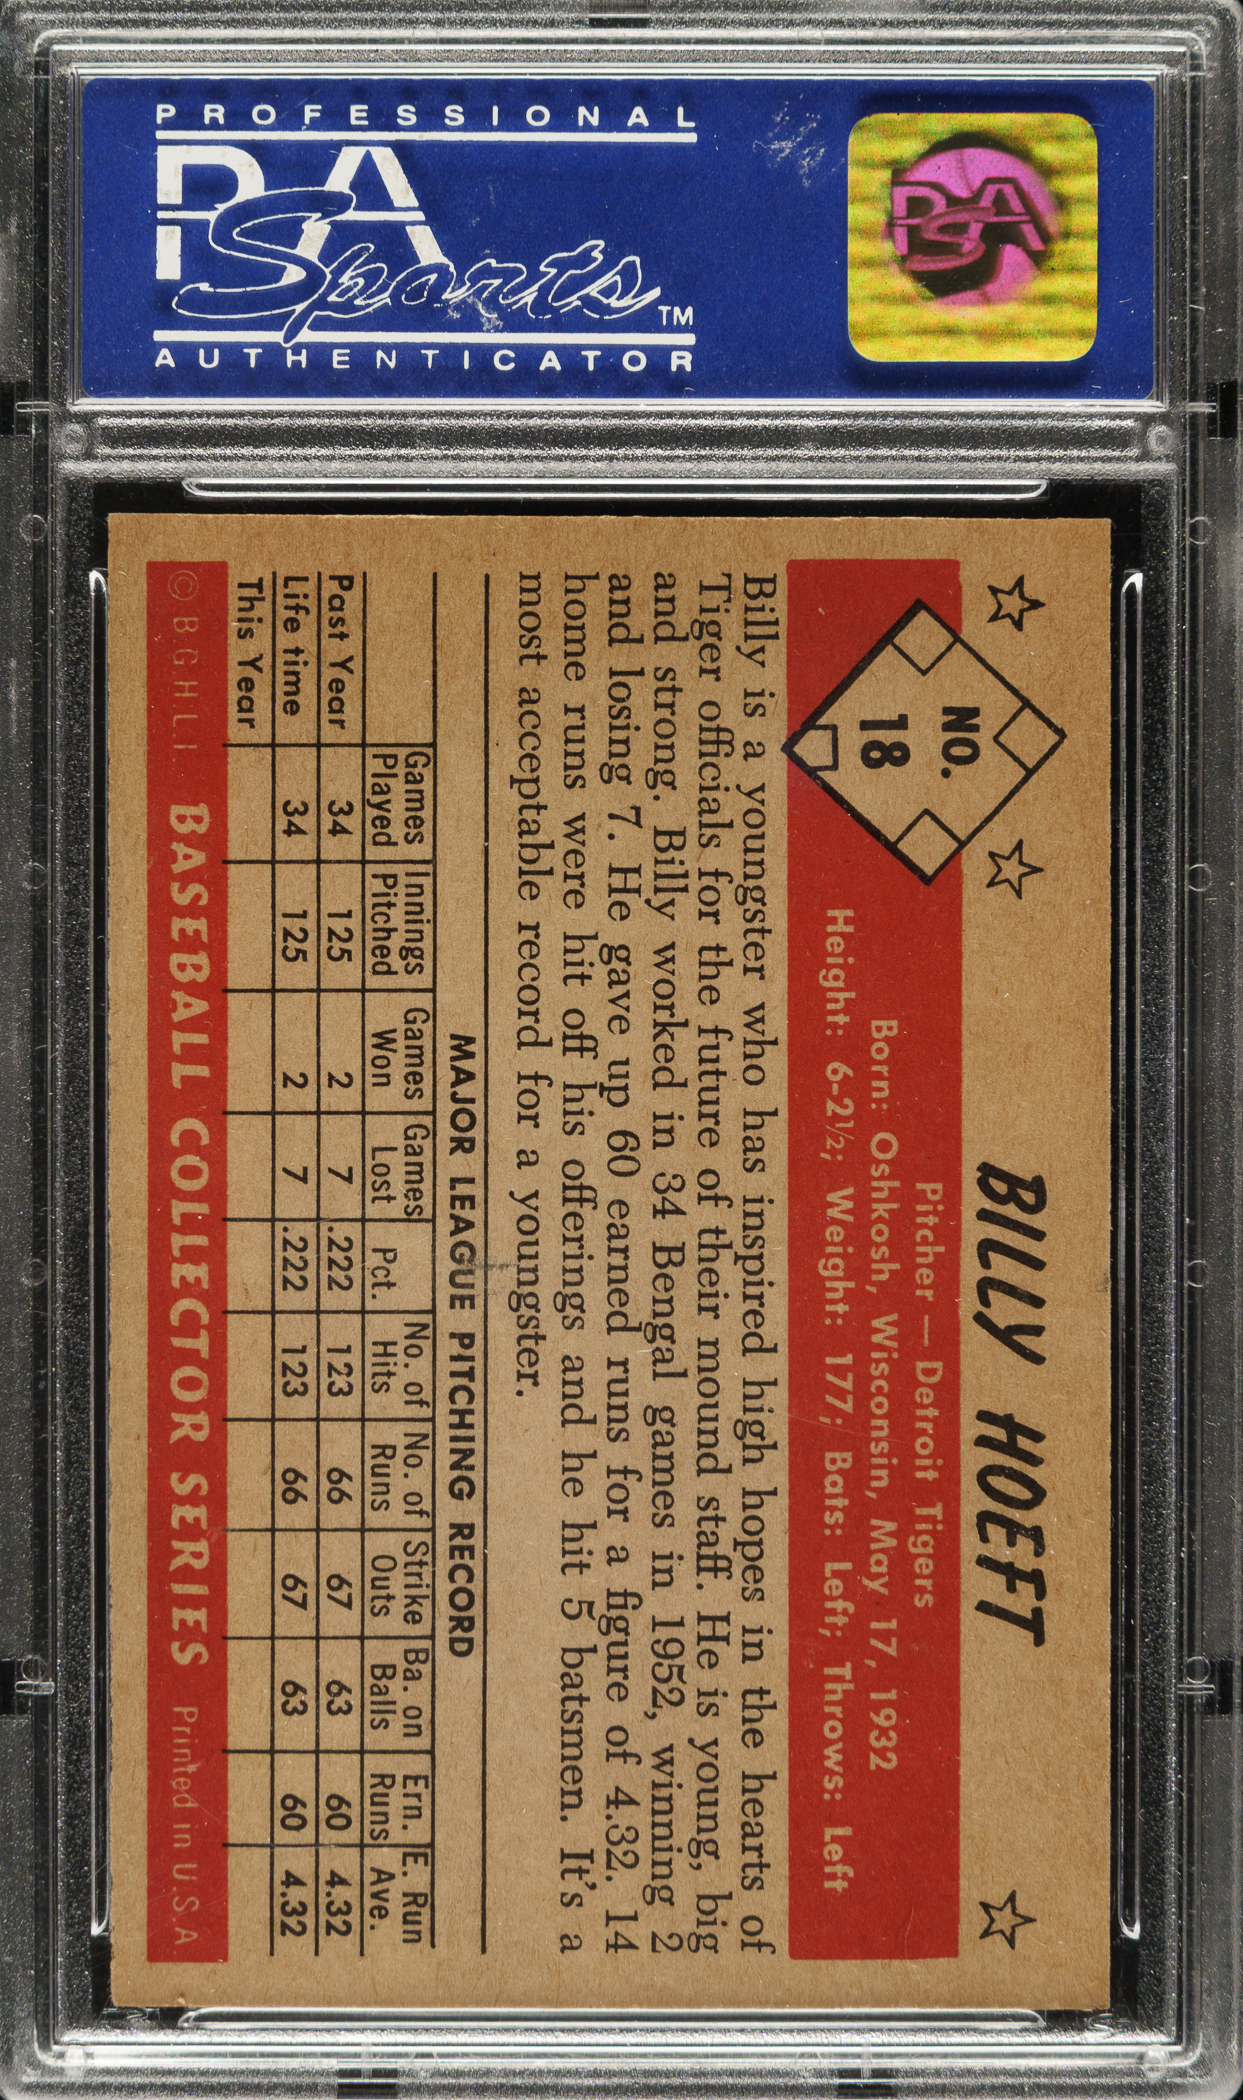 PROFESSIONAL
PSA
Sports™
AUTHENTICATOR
PSA
NO.
18
BILLY HOEFT
Pitcher — Detroit Tigers
Born: Oshkosh, Wisconsin, May 17, 1932
Height: 6-2½; Weight: 177; Bats: Left; Throws: Left
Billy is a youngster who has inspired high hopes in the hearts of
Tiger officials for the future of their mound staff. He is young, big
and strong. Billy worked in 34 Bengal games in 1952, winning 2
and losing 7. He gave up 60 earned runs for a figure of 4.32. 14
home runs were hit off his offerings and he hit 5 batsmen. It's a
most acceptable record for a youngster.
MAJOR LEAGUE PITCHING RECORD
Games Played Innings Pitched Games Won Games Lost Pct. No. of Hits No. of Runs Strike Outs Ba. on Balls Ern. Runs E. Run Ave.
Past Year 34 125 2 7 .222 123 66 67 63 60 4.32
Life time 34 125 2 7 .222 123 66 67 63 60 4.32
This Year
© B.G.H.L.I BASEBALL COLLECTOR SERIES Printed in U.S.A.